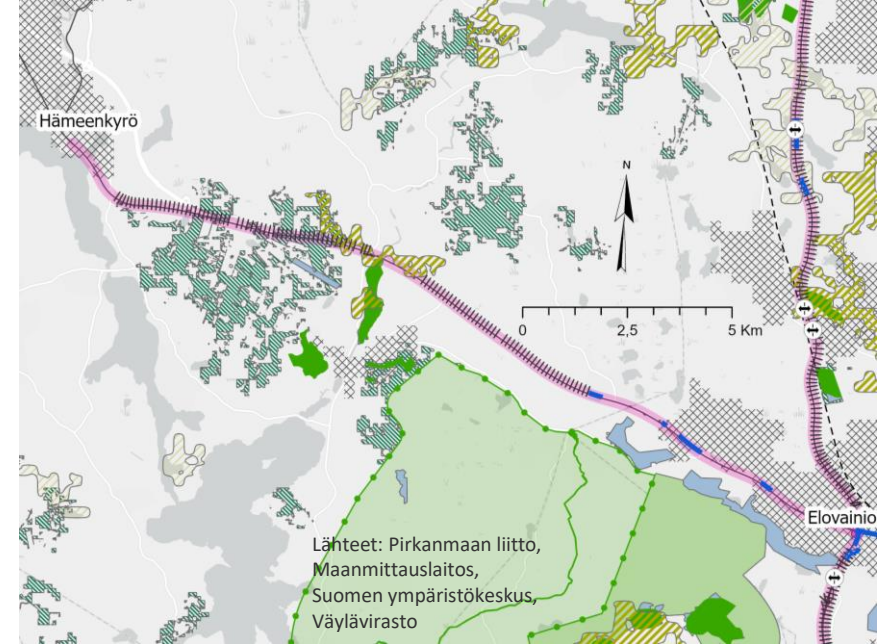 Hämeenkyrö
N
0 2,5 5 Km
Elovainio
Lähteet: Pirkanmaan liitto,
Maanmittauslaitos,
Suomen ympäristökeskus,
Väylävirasto